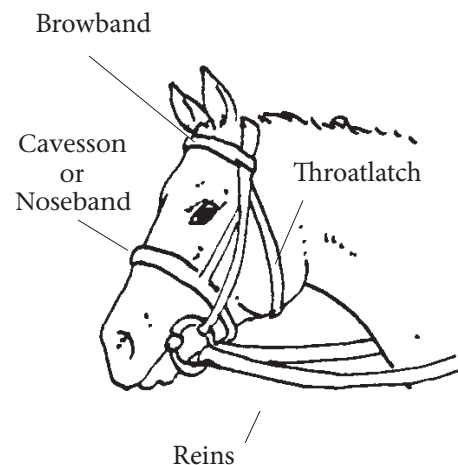 Browband
Cavesson
or
Noseband
Throatlatch
Reins